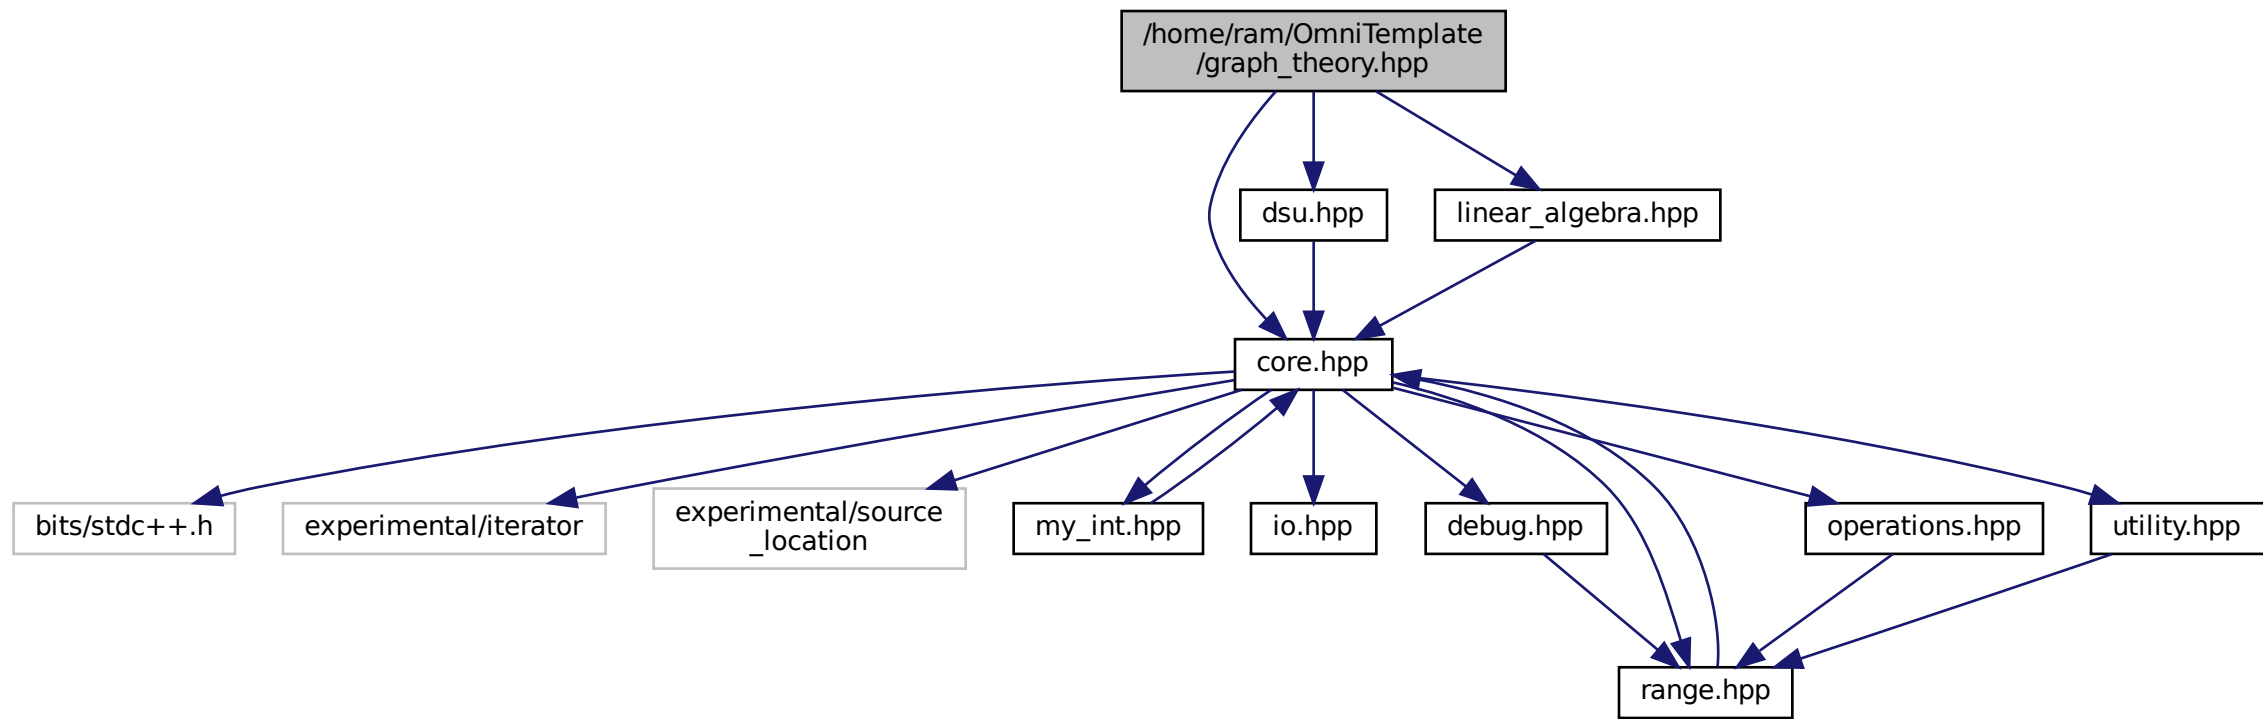 /home/ram/OmniTemplate
/graph_theory.hpp
dsu.hpp
linear_algebra.hpp
core.hpp
bits/stdc++.h
experimental/iterator
experimental/source
_location
my_int.hpp
io.hpp
debug.hpp
operations.hpp
utility.hpp
range.hpp